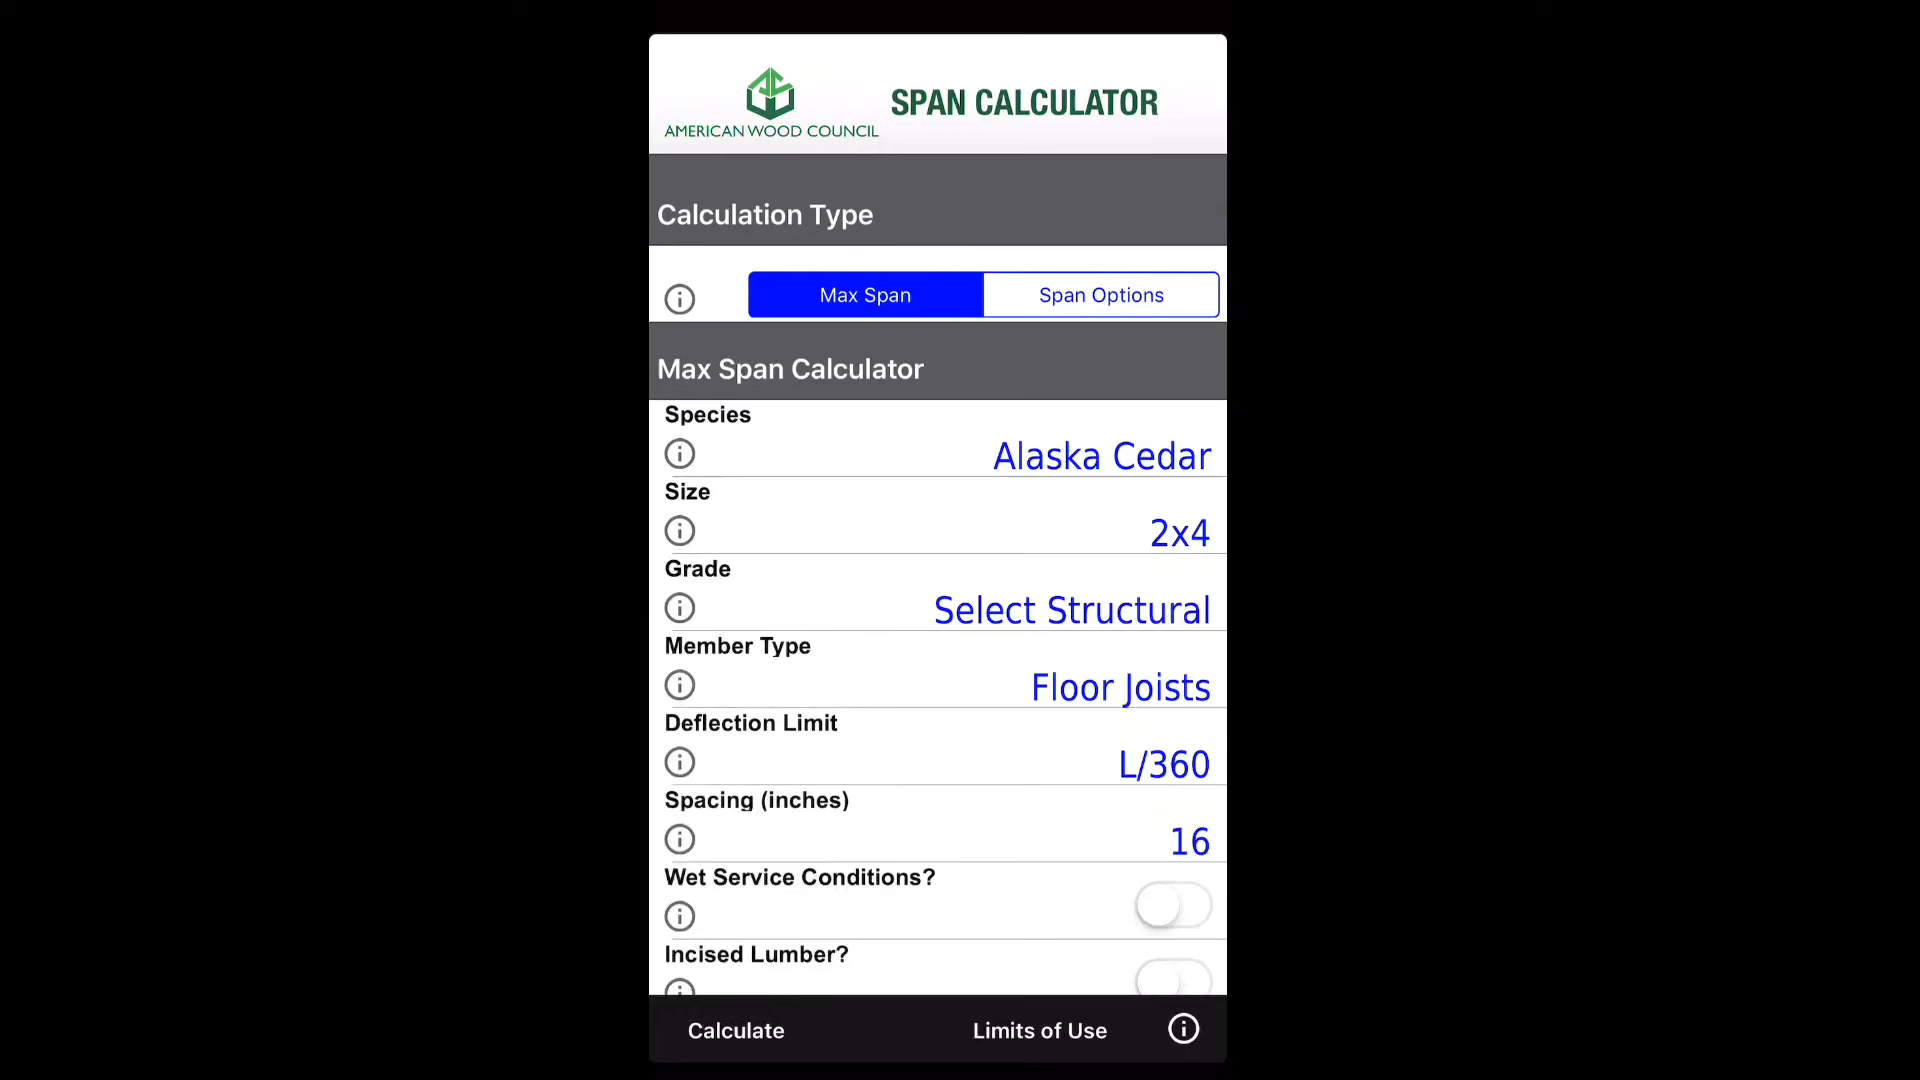 AMERICAN WOOD COUNCIL
SPAN CALCULATOR
Calculation Type
Max Span
Span Options
Max Span Calculator
Species
Alaska Cedar
Size
2x4
Grade
Select Structural
Member Type
Floor Joists
Deflection Limit
L/360
Spacing (inches)
16
Wet Service Conditions?
Incised Lumber?
Calculate
Limits of Use